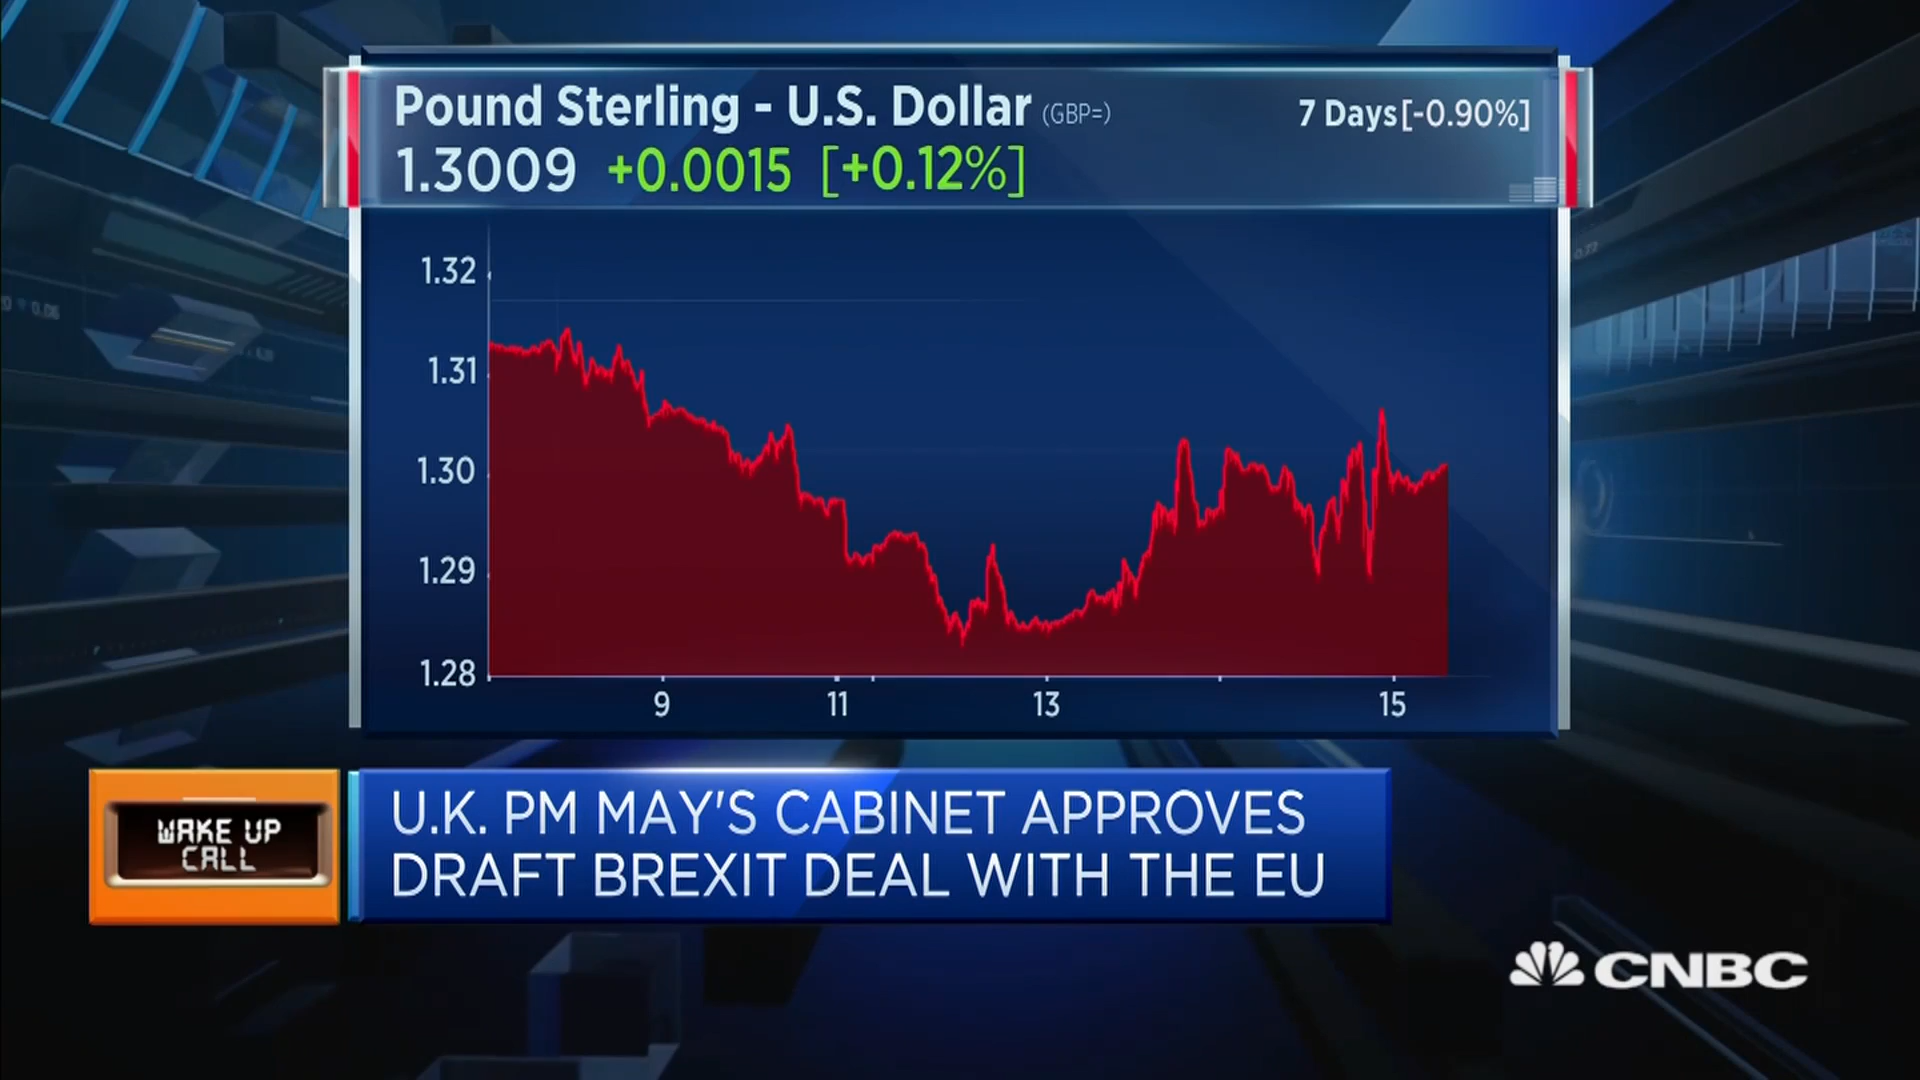 Pound Sterling - U.S. Dollar (GBP=) 7 Days [-0.90%]
1.3009 +0.0015 [+0.12%]
1.32
1.31
1.30
1.29
1.28
9 11 13 15
WAKE UP
CALL
U.K. PM MAY'S CABINET APPROVES
DRAFT BREXIT DEAL WITH THE EU
CNBC